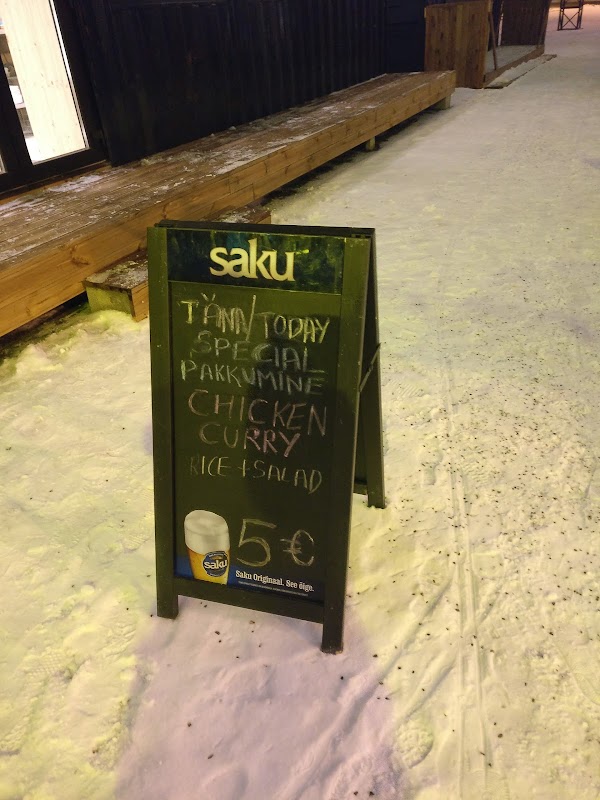 saku
TÄNA/TODAY
SPECIAL
PAKKUMINE
CHICKEN
CURRY
RICE + SALAD
5€
saku
Saku Originaal. See õige.